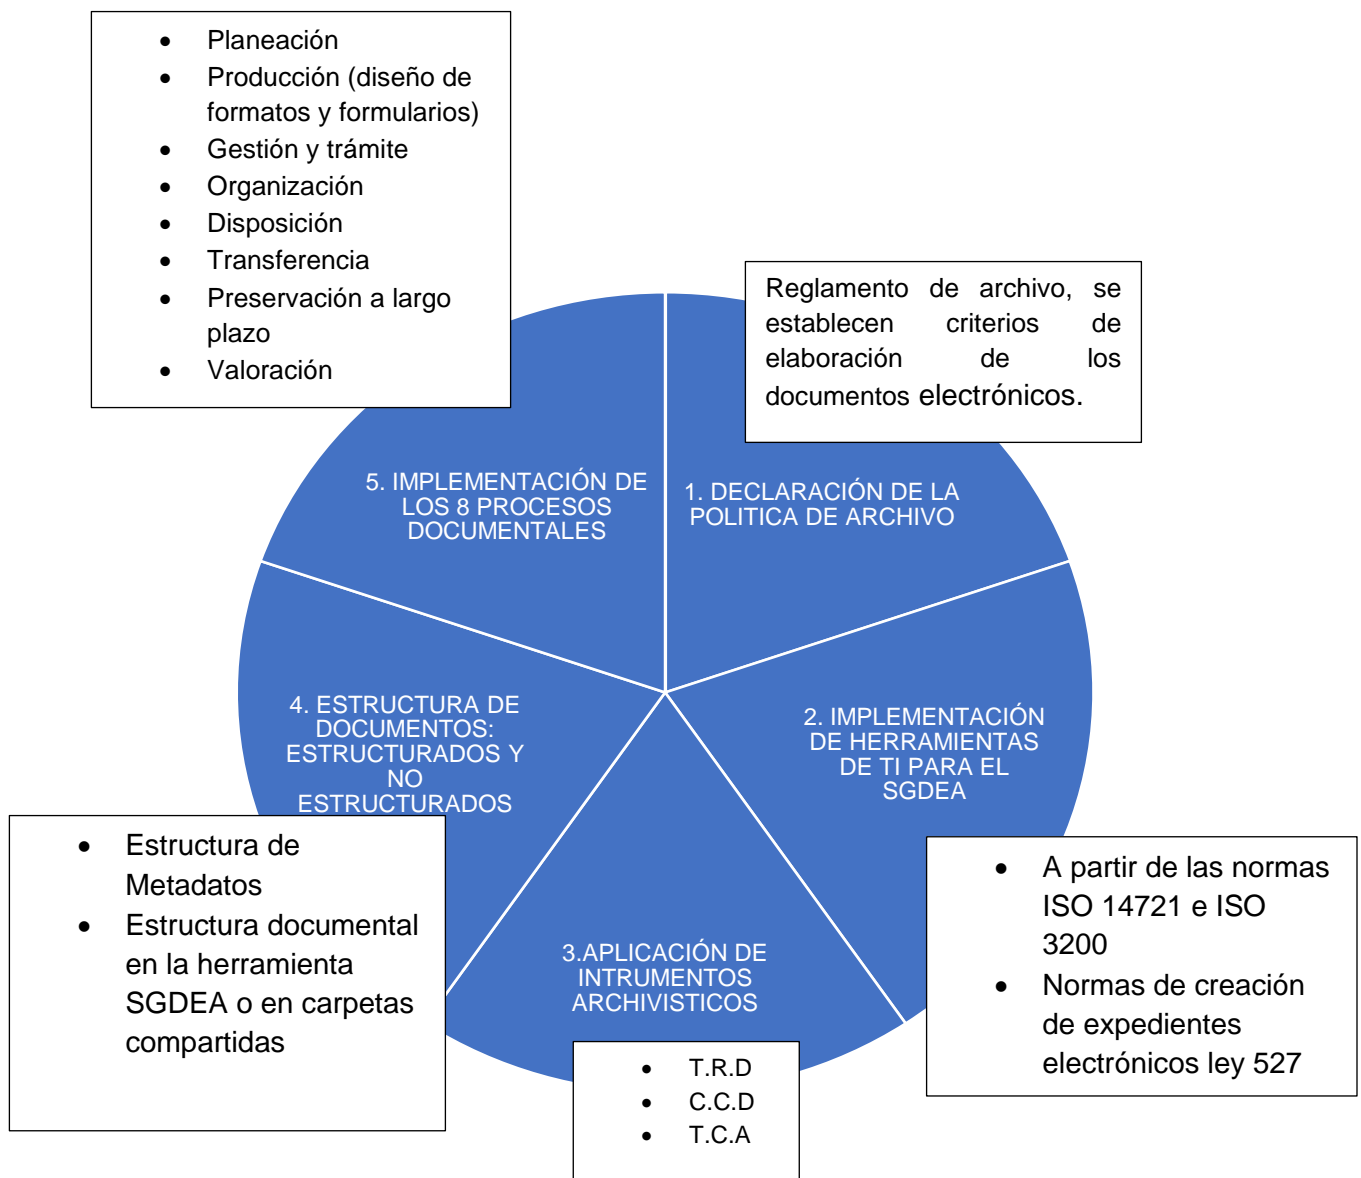 • Planeación
• Producción (diseño de
formatos y formularios)
• Gestión y trámite
• Organización
• Disposición
• Transferencia
• Preservación a largo
plazo
• Valoración
Reglamento de archivo, se
establecen criterios de
elaboración de los
documentos electrónicos.
5. IMPLEMENTACIÓN DE
LOS 8 PROCESOS
DOCUMENTALES
1. DECLARACIÓN DE LA
POLITICA DE ARCHIVO
4. ESTRUCTURA DE
DOCUMENTOS:
ESTRUCTURADOS Y
NO
ESTRUCTURADOS
2. IMPLEMENTACIÓN
DE HERRAMIENTAS
DE TI PARA EL
SGDEA
• Estructura de
Metadatos
• Estructura documental
en la herramienta
SGDEA o en carpetas
compartidas
3.APLICACIÓN DE
INTRUMENTOS
ARCHIVISTICOS
• A partir de las normas
ISO 14721 e ISO
3200
• Normas de creación
de expedientes
electrónicos ley 527
• T.R.D
• C.C.D
• T.C.A